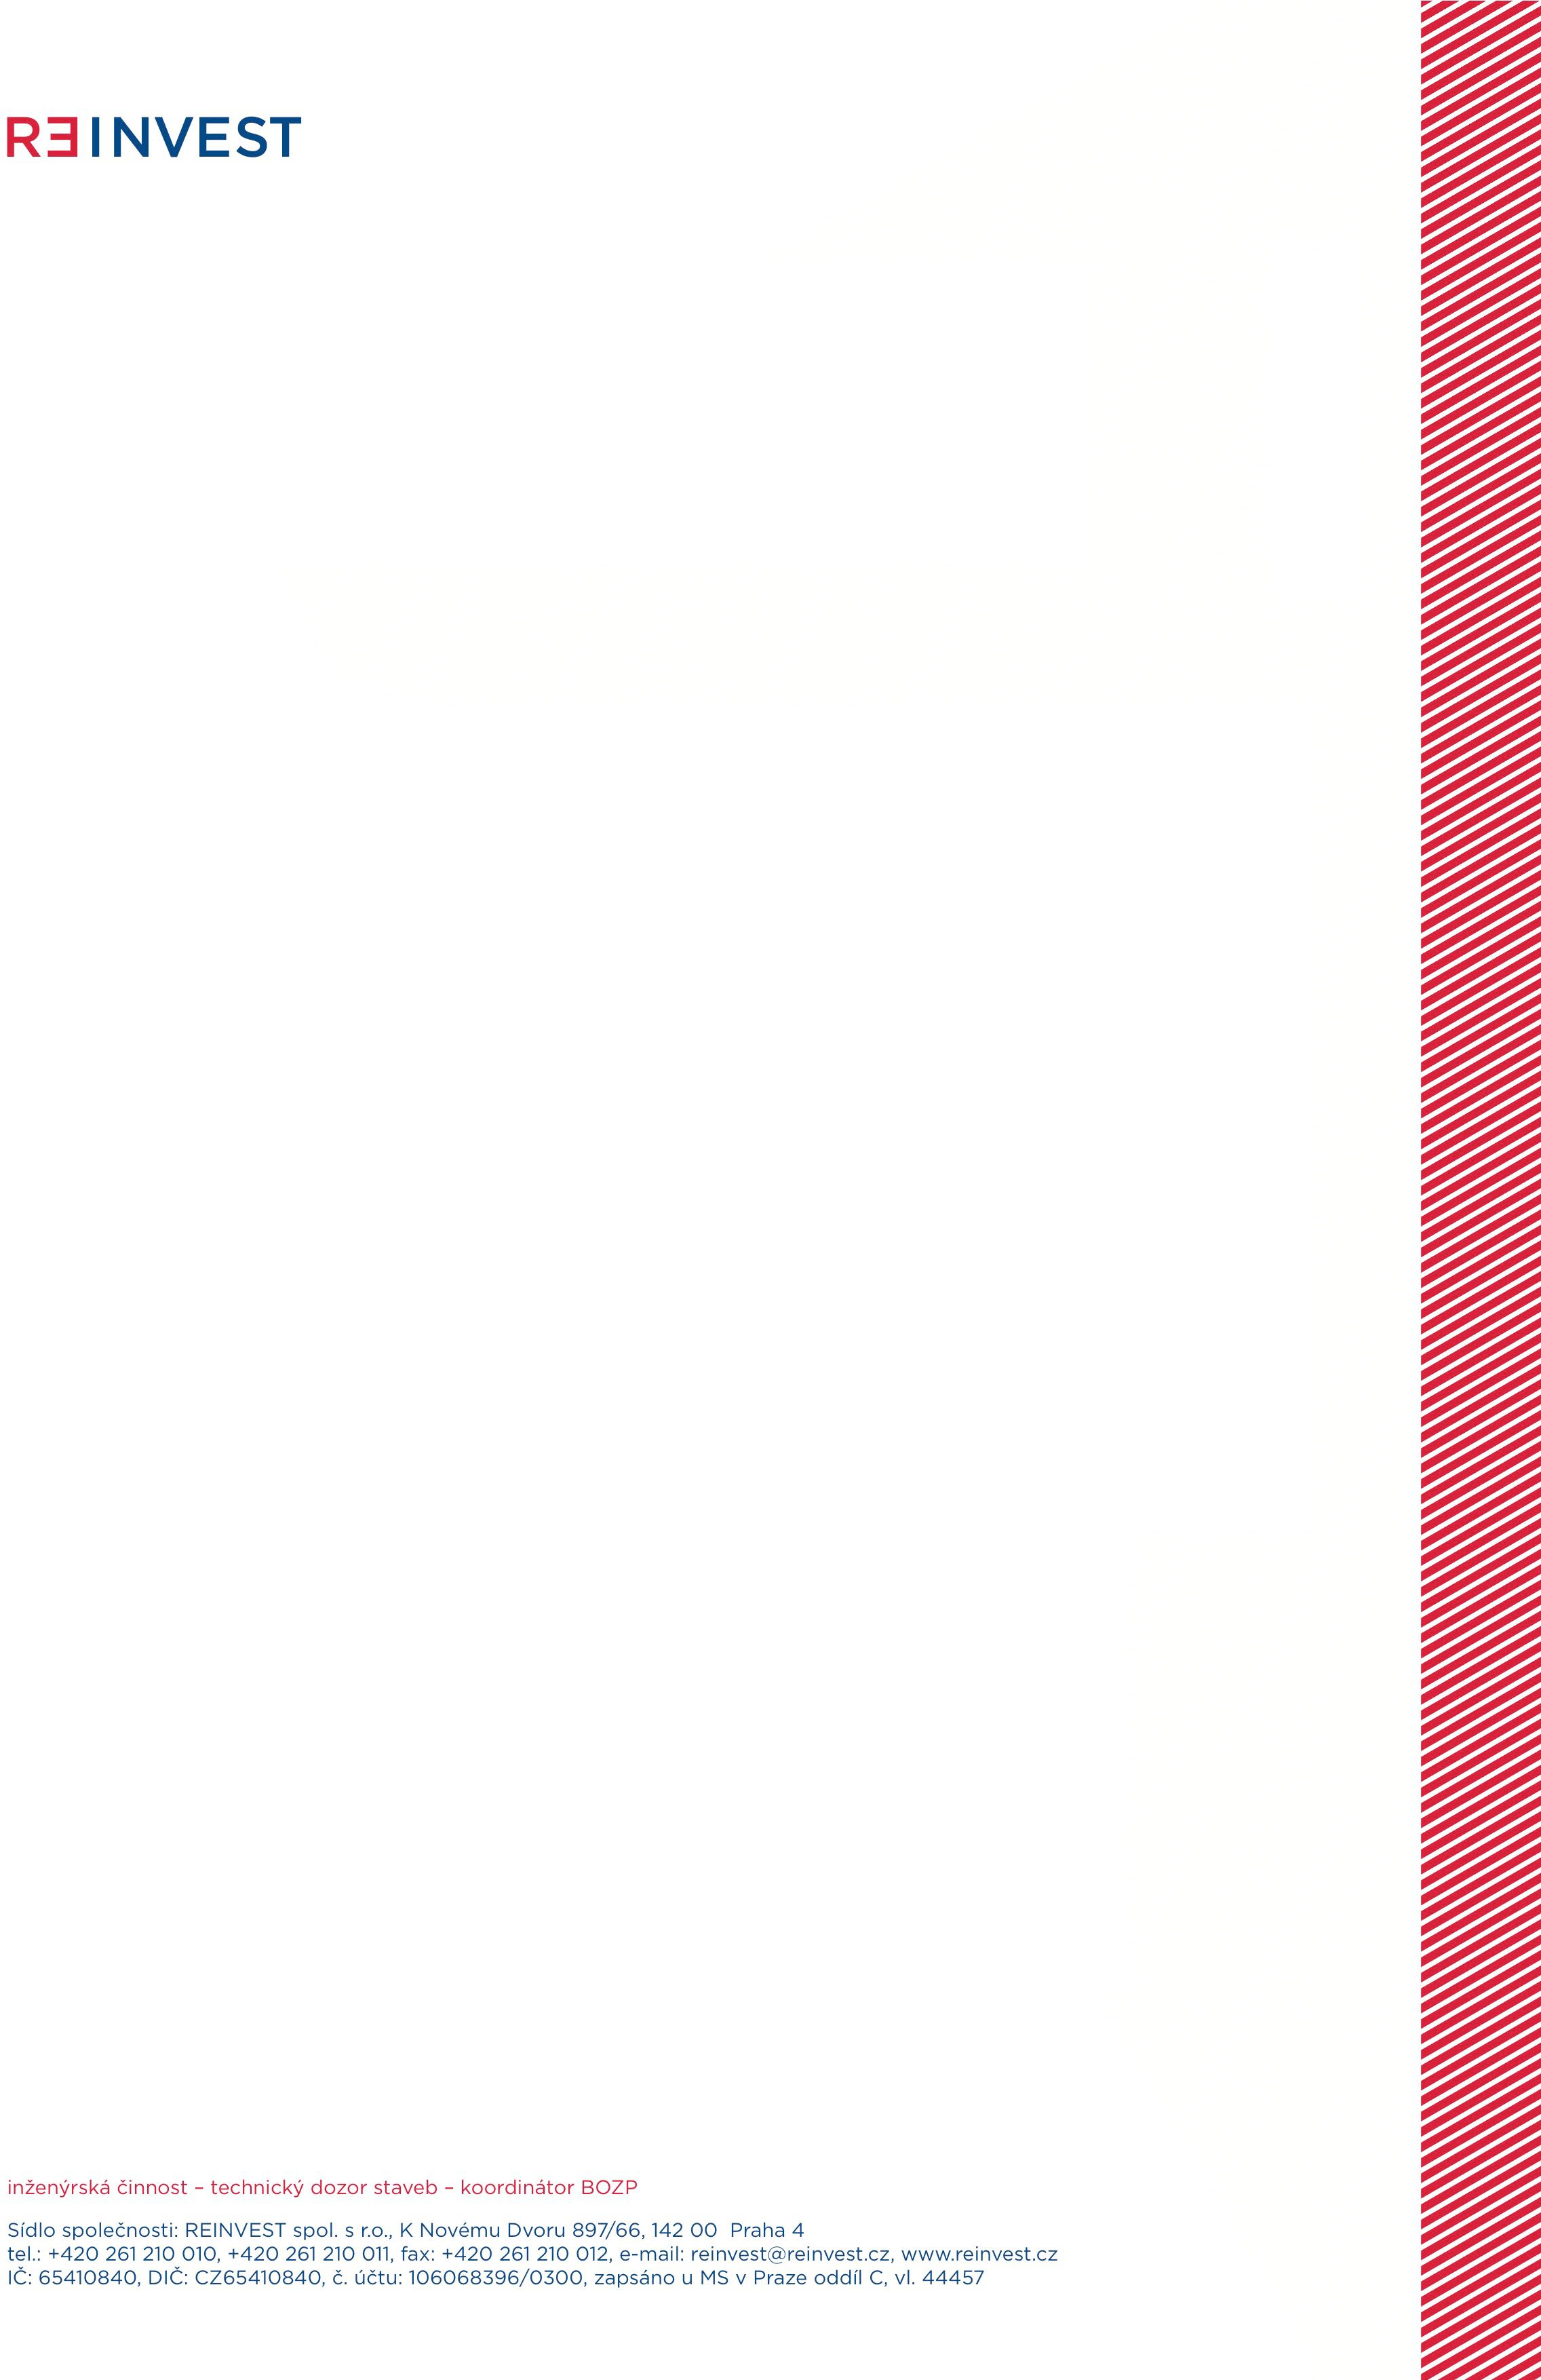 REINVEST
inženýrská činnost – technický dozor staveb – koordinátor BOZP
Sídlo společnosti: REINVEST spol. s r.o., K Novému Dvoru 897/66, 142 00 Praha 4
tel.: +420 261 210 010, +420 261 210 011, fax: +420 261 210 012, e-mail: reinvest@reinvest.cz, www.reinvest.cz
IČ: 65410840, DIČ: CZ65410840, č. účtu: 106068396/0300, zapsáno u MS v Praze oddíl C, vl. 44457